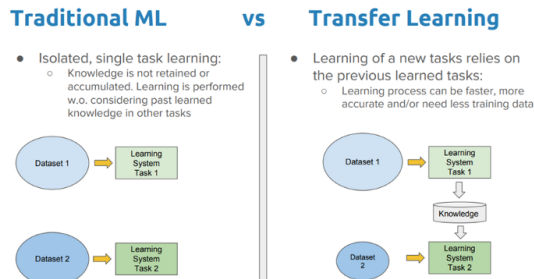 Traditional ML vs Transfer Learning
● Isolated, single task learning:
○ Knowledge is not retained or
accumulated. Learning is performed
w.o. considering past learned
knowledge in other tasks
Dataset 1
Learning
System
Task 1
Dataset 2
Learning
System
Task 2
● Learning of a new tasks relies on
the previous learned tasks:
○ Learning process can be faster, more
accurate and/or need less training data
Dataset 1
Learning
System
Task 1
Knowledge
Dataset
2
Learning
System
Task 2